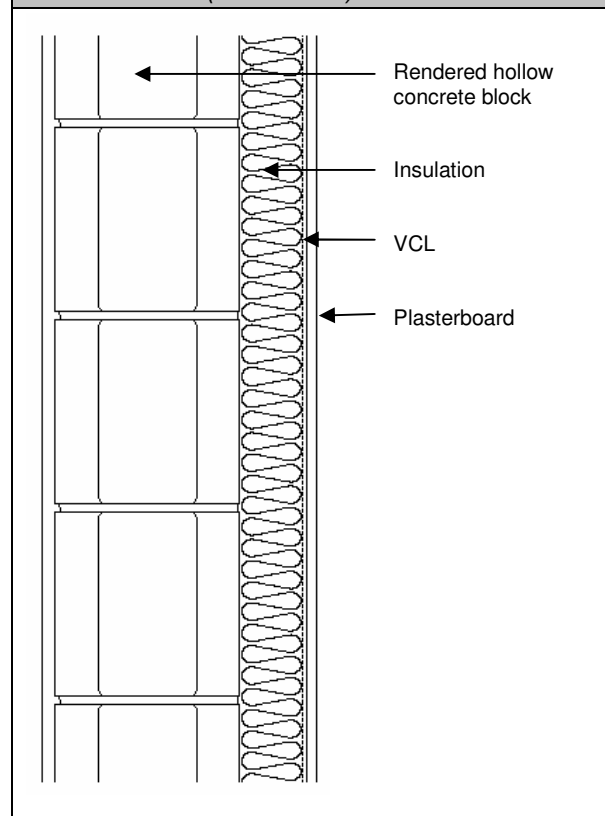 Rendered hollow
concrete block
Insulation
VCL
Plasterboard